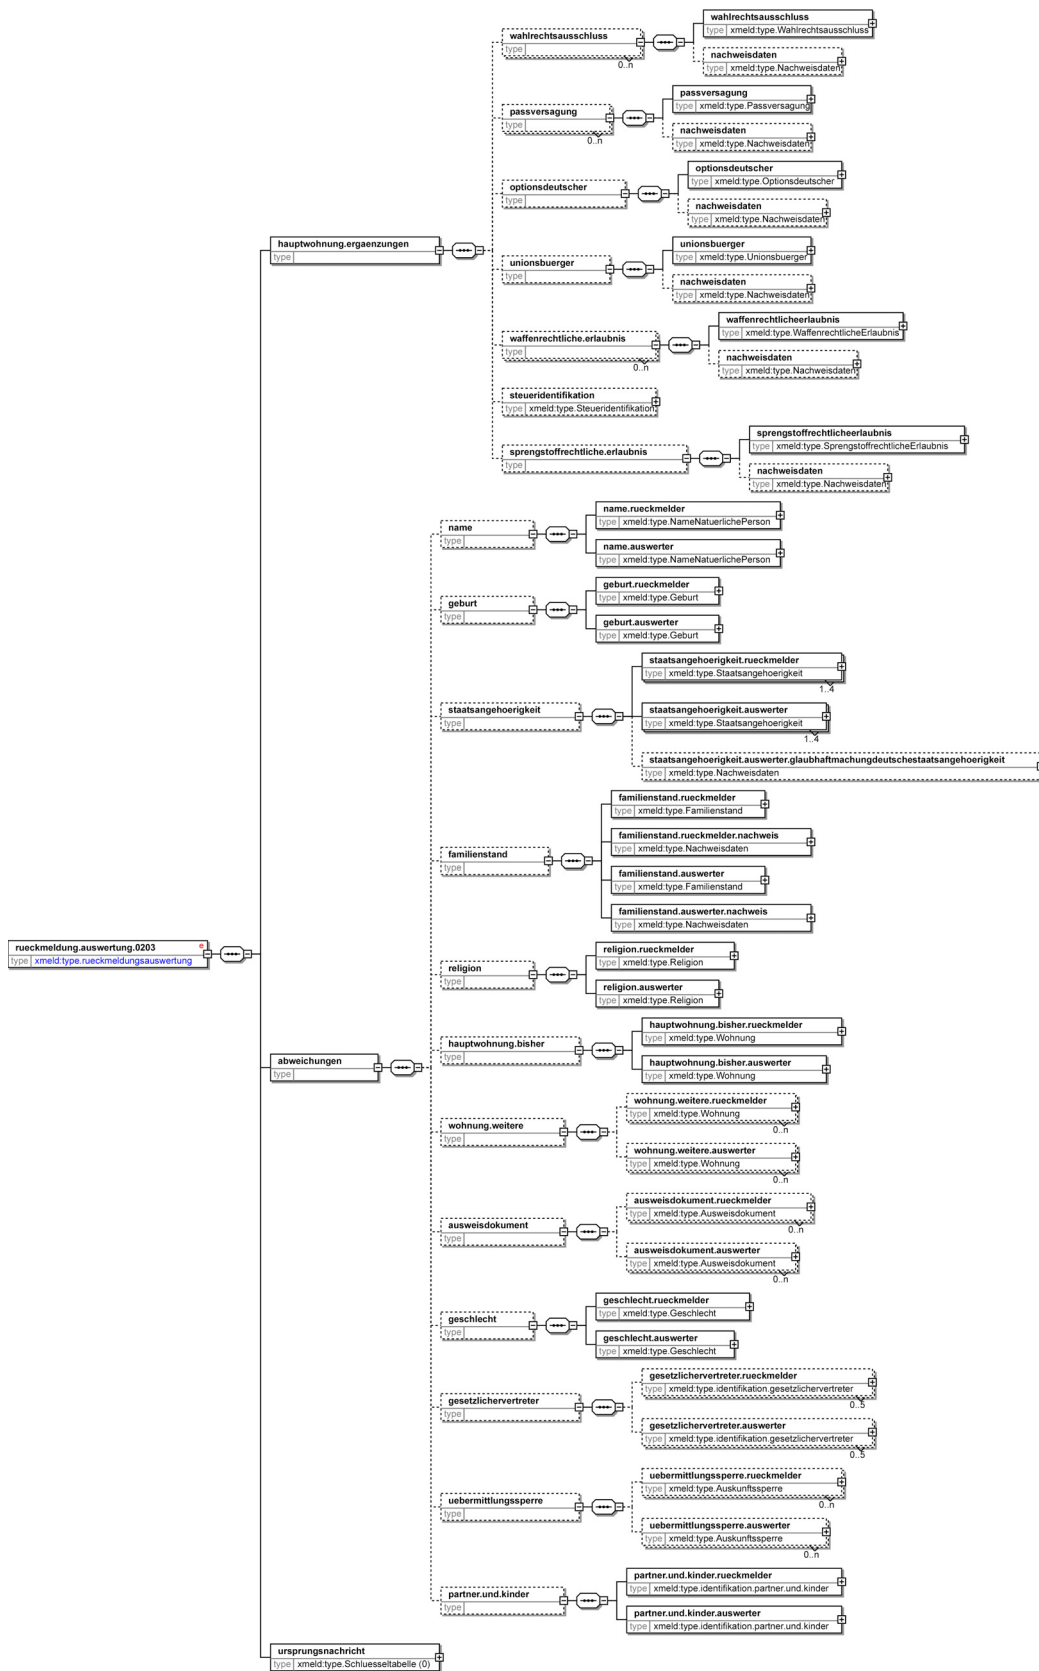 wahlrechtsausschluss
type xmeld:type.Wahlrechtsausschluss
wahlrechtsausschluss
type
0..n
nachweisdaten
type xmeld:type.Nachweisdaten
passversagung
type xmeld:type.Passversagung
passversagung
type
0..n
nachweisdaten
type xmeld:type.Nachweisdaten
optionsdeutscher
type xmeld:type.Optionsdeutscher
optionsdeutscher
type
nachweisdaten
type xmeld:type.Nachweisdaten
hauptwohnung.ergaenzungen
type
unionsbuerger
type xmeld:type.Unionsbuerger
unionsbuerger
type
nachweisdaten
type xmeld:type.Nachweisdaten
waffenrechtlicheerlaubnis
type xmeld:type.WaffenrechtlicheErlaubnis
waffenrechtliche.erlaubnis
type
0..n
nachweisdaten
type xmeld:type.Nachweisdaten
steueridentifikation
type xmeld:type.Steueridentifikation
sprengstoffrechtlicheerlaubnis
type xmeld:type.SprengstoffrechtlicheErlaubnis
sprengstoffrechtliche.erlaubnis
type
nachweisdaten
type xmeld:type.Nachweisdaten
name.rueckmelder
type xmeld:type.NameNatuerlichePerson
name
type
name.auswerter
type xmeld:type.NameNatuerlichePerson
geburt.rueckmelder
type xmeld:type.Geburt
geburt
type
geburt.auswerter
type xmeld:type.Geburt
staatsangehoerigkeit.rueckmelder
type xmeld:type.Staatsangehoerigkeit
1..4
staatsangehoerigkeit
type
staatsangehoerigkeit.auswerter
type xmeld:type.Staatsangehoerigkeit
1..4
staatsangehoerigkeit.auswerter.glaubhaftmachungdeutschestaatsangehoerigkeit
type xmeld:type.Nachweisdaten
familienstand.rueckmelder
type xmeld:type.Familienstand
familienstand.rueckmelder.nachweis
type xmeld:type.Nachweisdaten
familienstand
type
familienstand.auswerter
type xmeld:type.Familienstand
familienstand.auswerter.nachweis
type xmeld:type.Nachweisdaten
rueckmeldung.auswertung.0203 e
type xmeld:type.rueckmeldungsauswertung
religion.rueckmelder
type xmeld:type.Religion
religion
type
religion.auswerter
type xmeld:type.Religion
hauptwohnung.bisher.rueckmelder
type xmeld:type.Wohnung
hauptwohnung.bisher
type
hauptwohnung.bisher.auswerter
type xmeld:type.Wohnung
abweichungen
type
wohnung.weitere.rueckmelder
type xmeld:type.Wohnung
0..n
wohnung.weitere
type
wohnung.weitere.auswerter
type xmeld:type.Wohnung
0..n
ausweisdokument.rueckmelder
type xmeld:type.Ausweisdokument
0..n
ausweisdokument
type
ausweisdokument.auswerter
type xmeld:type.Ausweisdokument
0..n
geschlecht.rueckmelder
type xmeld:type.Geschlecht
geschlecht
type
geschlecht.auswerter
type xmeld:type.Geschlecht
gesetzlichervertreter.rueckmelder
type xmeld:type.identifikation.gesetzlichervertreter
0..5
gesetzlichervertreter
type
gesetzlichervertreter.auswerter
type xmeld:type.identifikation.gesetzlichervertreter
0..5
uebermittlungssperre.rueckmelder
type xmeld:type.Auskunftssperre
0..n
uebermittlungssperre
type
uebermittlungssperre.auswerter
type xmeld:type.Auskunftssperre
0..n
partner.und.kinder.rueckmelder
type xmeld:type.identifikation.partner.und.kinder
partner.und.kinder
type
partner.und.kinder.auswerter
type xmeld:type.identifikation.partner.und.kinder
ursprungsnachricht
type xmeld:type.Schluesseltabelle (0)